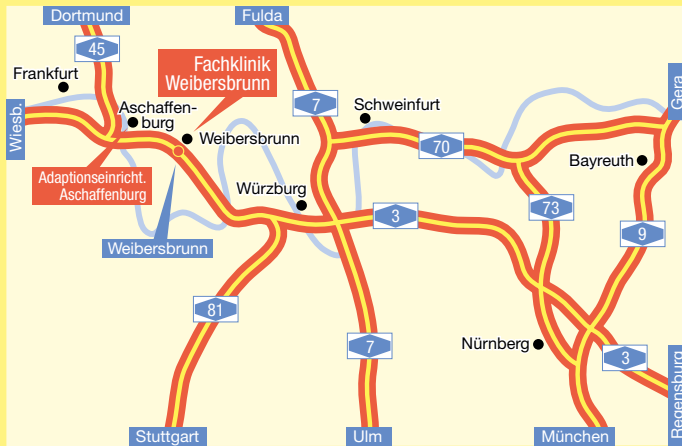 Dortmund
Fulda
45
Frankfurt
Fachklinik
Weibersbrunn
7
Schweinfurt
Gera
Wiesb.
Aschaffen-
burg
Weibersbrunn
70
Bayreuth
Adaptionseinricht.
Aschaffenburg
Würzburg
3
73
9
Weibersbrunn
81
7
Nürnberg
3
Regensburg
Stuttgart
Ulm
München